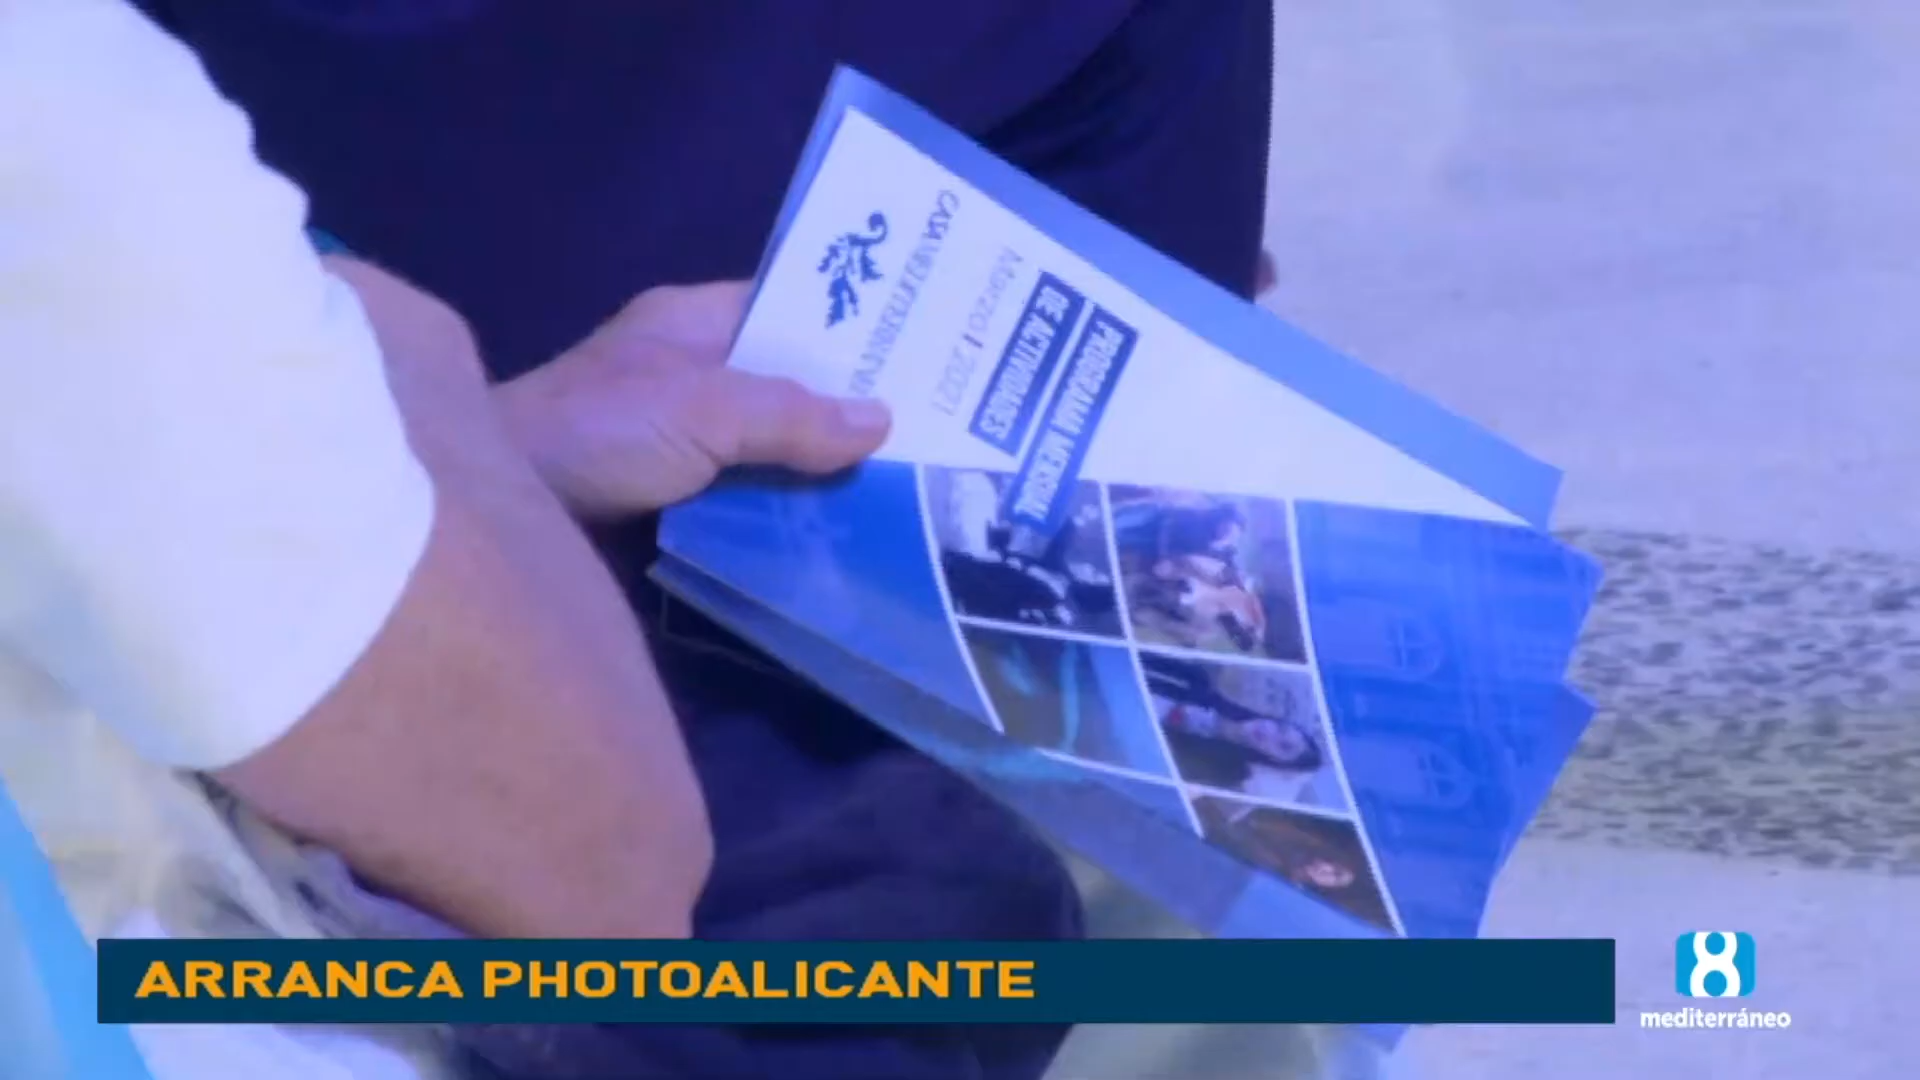 CASA MEDITERRÁNEO
Marzo / 2021
PROGRAMA MENSUAL
DE ACTIVIDADES
ARRANCA PHOTOALICANTE
8
mediterráneo